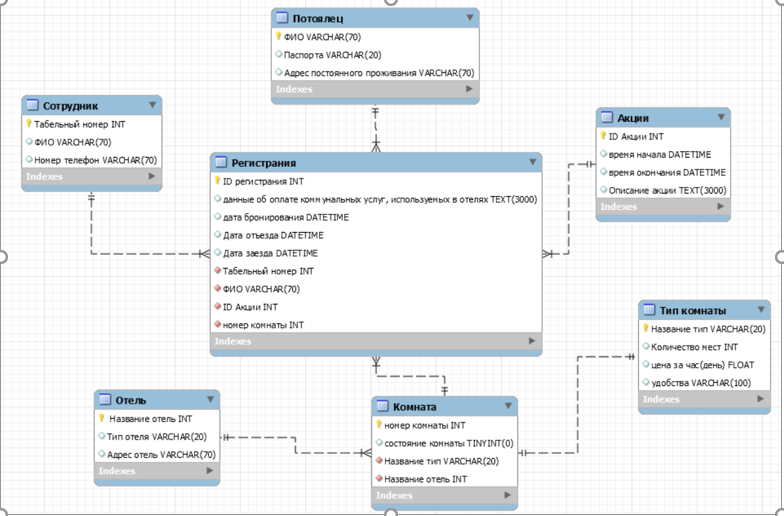 Потоялец
ФИО VARCHAR(70)
Паспорта VARCHAR(20)
Адрес постоянного проживания VARCHAR(70)
Indexes
Сотрудник
Табельный номер INT
ФИО VARCHAR(70)
Номер телефон VARCHAR(70)
Indexes
Акции
ID Акции INT
время начала DATETIME
время окончания DATETIME
Описание акции TEXT(3000)
Indexes
Регистрания
ID регистрания INT
данные об оплате коммунальных услуг, используемых в отелях TEXT(3000)
дата бронирования DATETIME
Дата отъезда DATETIME
Дата заезда DATETIME
Табельный номер INT
ФИО VARCHAR(70)
ID Акции INT
номер комнаты INT
Indexes
Тип комнаты
Название тип VARCHAR(20)
Количество мест INT
цена за час(день) FLOAT
удобства VARCHAR(100)
Indexes
Отель
Название отель INT
Тип отеля VARCHAR(20)
Адрес отель VARCHAR(70)
Indexes
Комната
номер комнаты INT
состояние комнаты TINYINT(0)
Название тип VARCHAR(20)
Название отель INT
Indexes